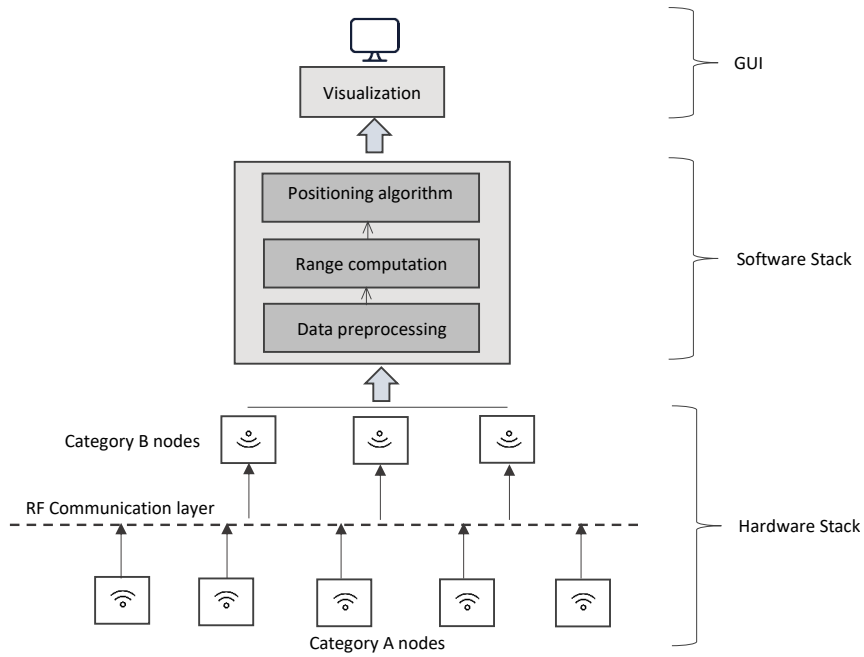 GUI
Visualization
Positioning algorithm
Range computation
Software Stack
Data preprocessing
Category B nodes
RF Communication layer
Hardware Stack
Category A nodes